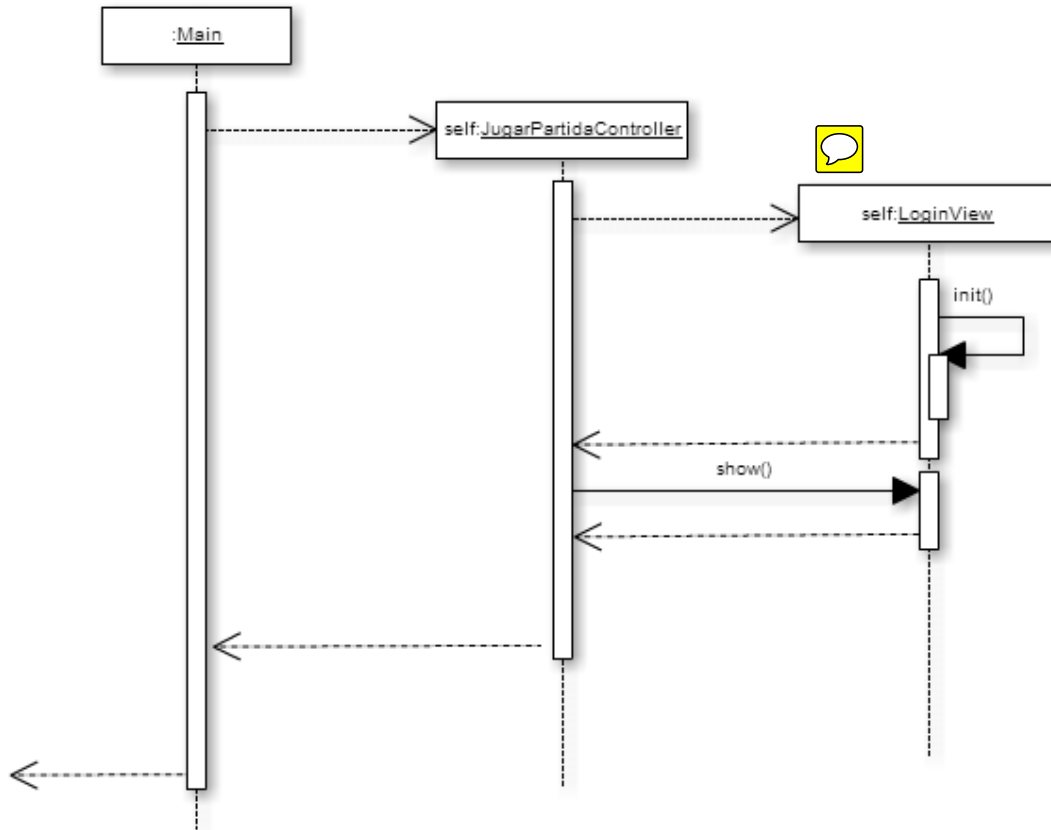 :Main
self:JugarPartidaController
self:LoginView
init()
show()